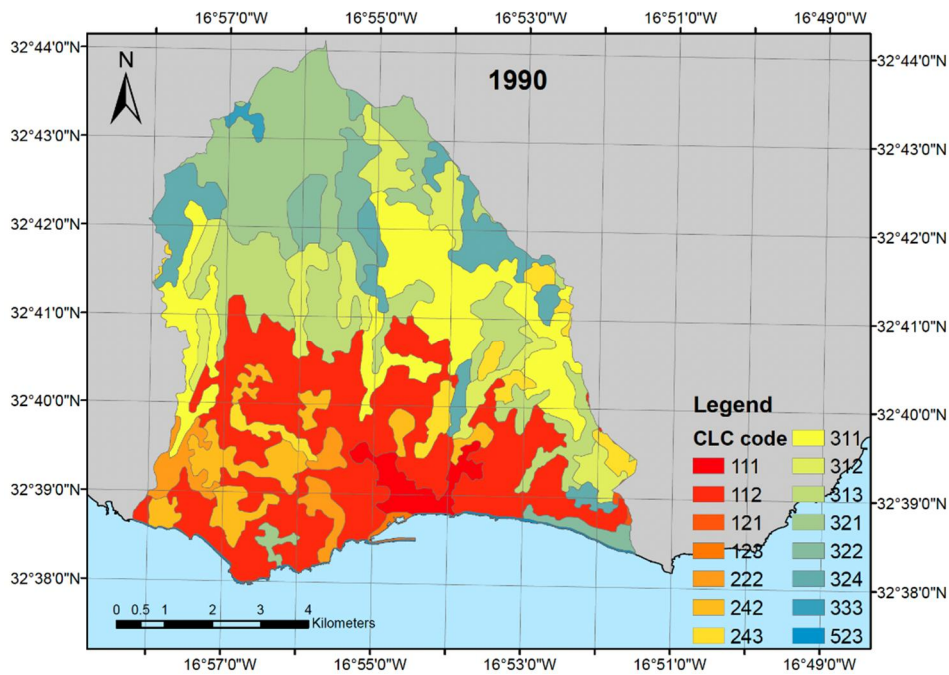 16°57'0"W 16°55'0"W 16°53'0"W 16°51'0"W 16°49'0"W
32°44'0"N 32°44'0"N
N
1990
32°43'0"N 32°43'0"N
32°42'0"N 32°42'0"N
32°41'0"N 32°41'0"N
32°40'0"N 32°40'0"N
Legend
CLC code 311
111 312
32°39'0"N 32°39'0"N
112 313
121 321
123 322
32°38'0"N 32°38'0"N
222 324
0 0.5 1 2 3 4
Kilometers
242 333
243 523
16°57'0"W 16°55'0"W 16°53'0"W 16°51'0"W 16°49'0"W